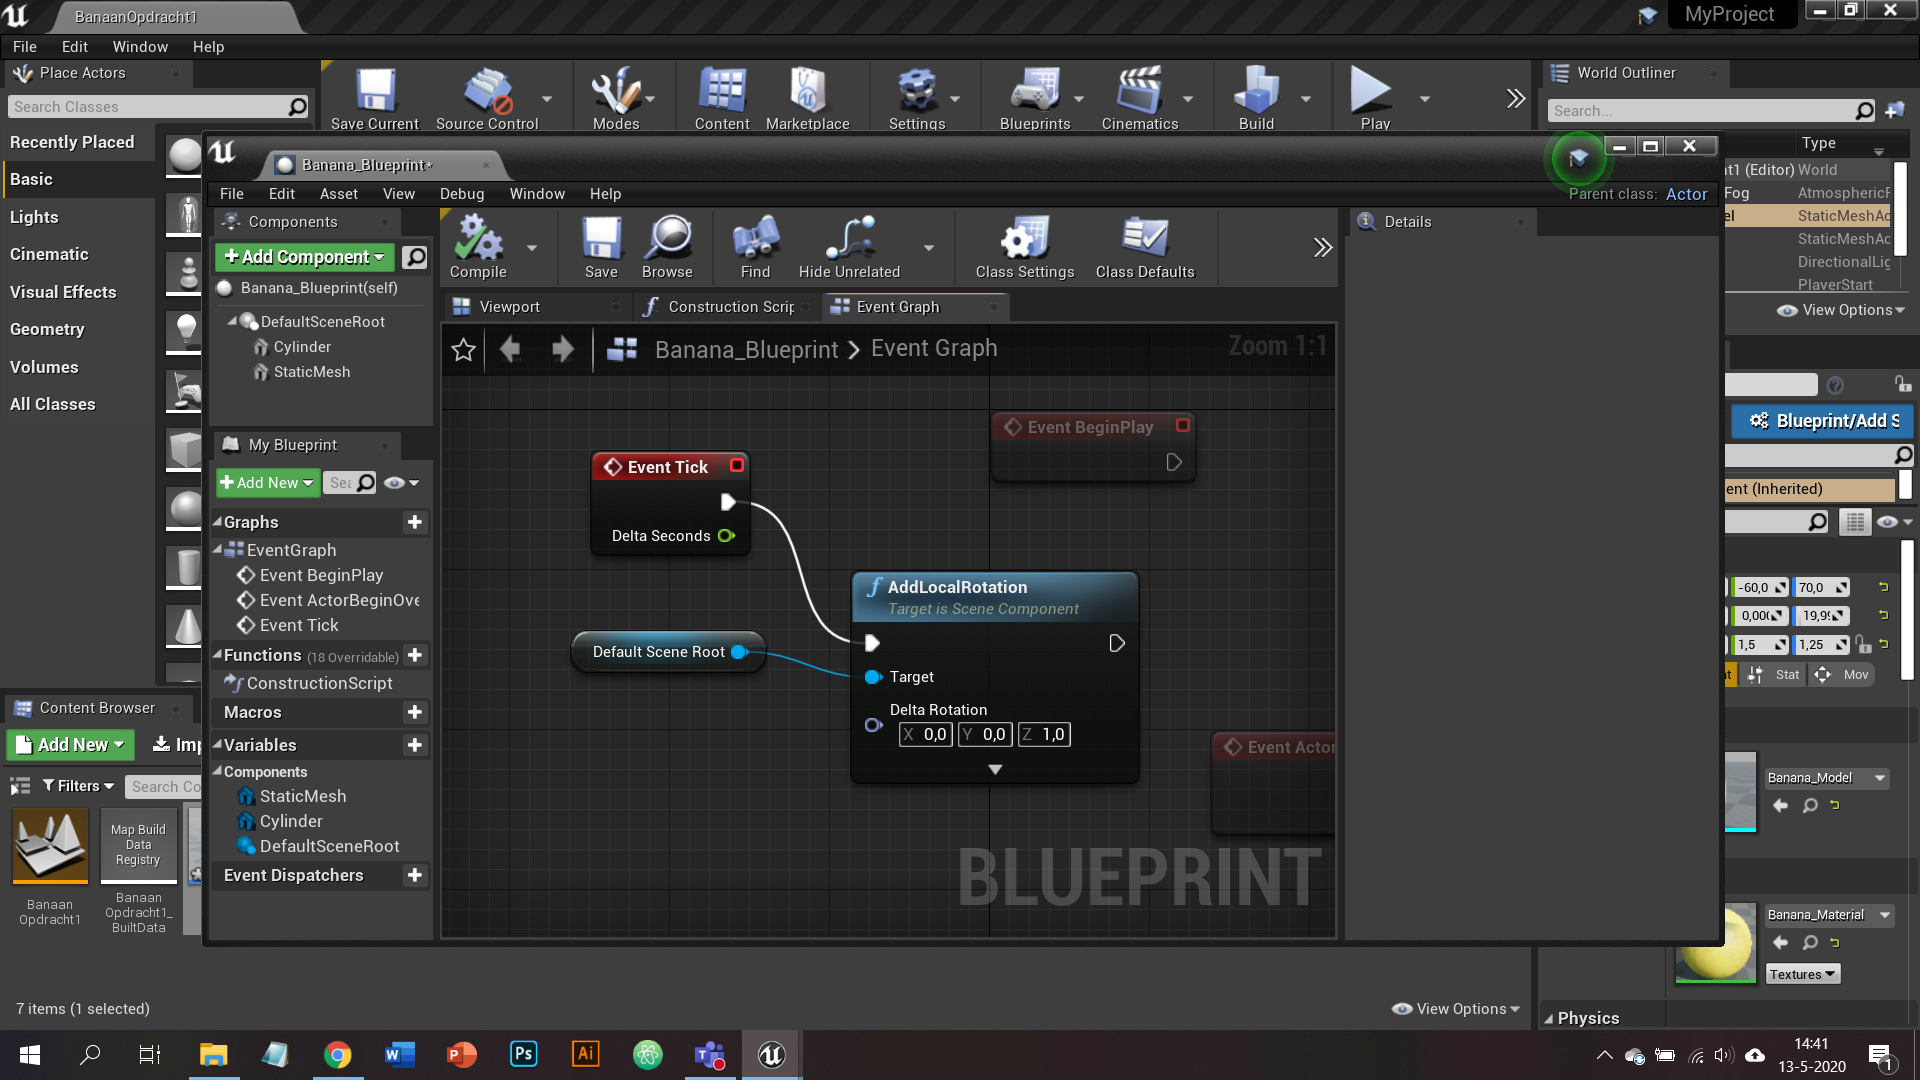 BanaanOpdracht1
MyProject
File Edit Window Help
Place Actors
Search Classes
Recently Placed
Basic
Lights
Cinematic
Visual Effects
Geometry
Volumes
All Classes
Save Current
Source Control
Modes
Content
Marketplace
Settings
Blueprints
Cinematics
Build
Play
World Outliner
Search...
Type
t1 (Editor) World
Fog
StaticMeshAc
StaticMeshAc
DirectionalLig
PlayerStart
View Options
Banana_Blueprint*
File Edit Asset View Debug Window Help
Parent class: Actor
Components
Add Component
Banana_Blueprint(self)
DefaultSceneRoot
Cylinder
StaticMesh
Compile
Save
Browse
Find
Hide Unrelated
Class Settings
Class Defaults
Details
Viewport
Construction Scrip
Event Graph
Banana_Blueprint > Event Graph
Zoom 1:1
My Blueprint
Add New
Sea
Graphs
EventGraph
Event BeginPlay
Event ActorBeginOve
Event Tick
Functions (18 Overridable)
ConstructionScript
Macros
Variables
Components
StaticMesh
Cylinder
DefaultSceneRoot
Event Dispatchers
Event BeginPlay
Event Tick
Delta Seconds
Default Scene Root
AddLocalRotation
Target is Scene Component
Target
Delta Rotation
X 0,0 Y 0,0 Z 1,0
Event Actor
BLUEPRINT
Blueprint/Add S
ent (Inherited)
-60,0 70,0
0,00 19,9
1,5 1,25
Stat
Mov
Banana_Model
Banana_Material
Textures
Physics
Content Browser
Add New
Imp
Filters
Search Co
Banaan
Opdracht1
Map Build
Data
Registry
Banaan
Opdracht1_
BuiltData
7 items (1 selected)
View Options
Ps
Ai
14:41
13-5-2020
1